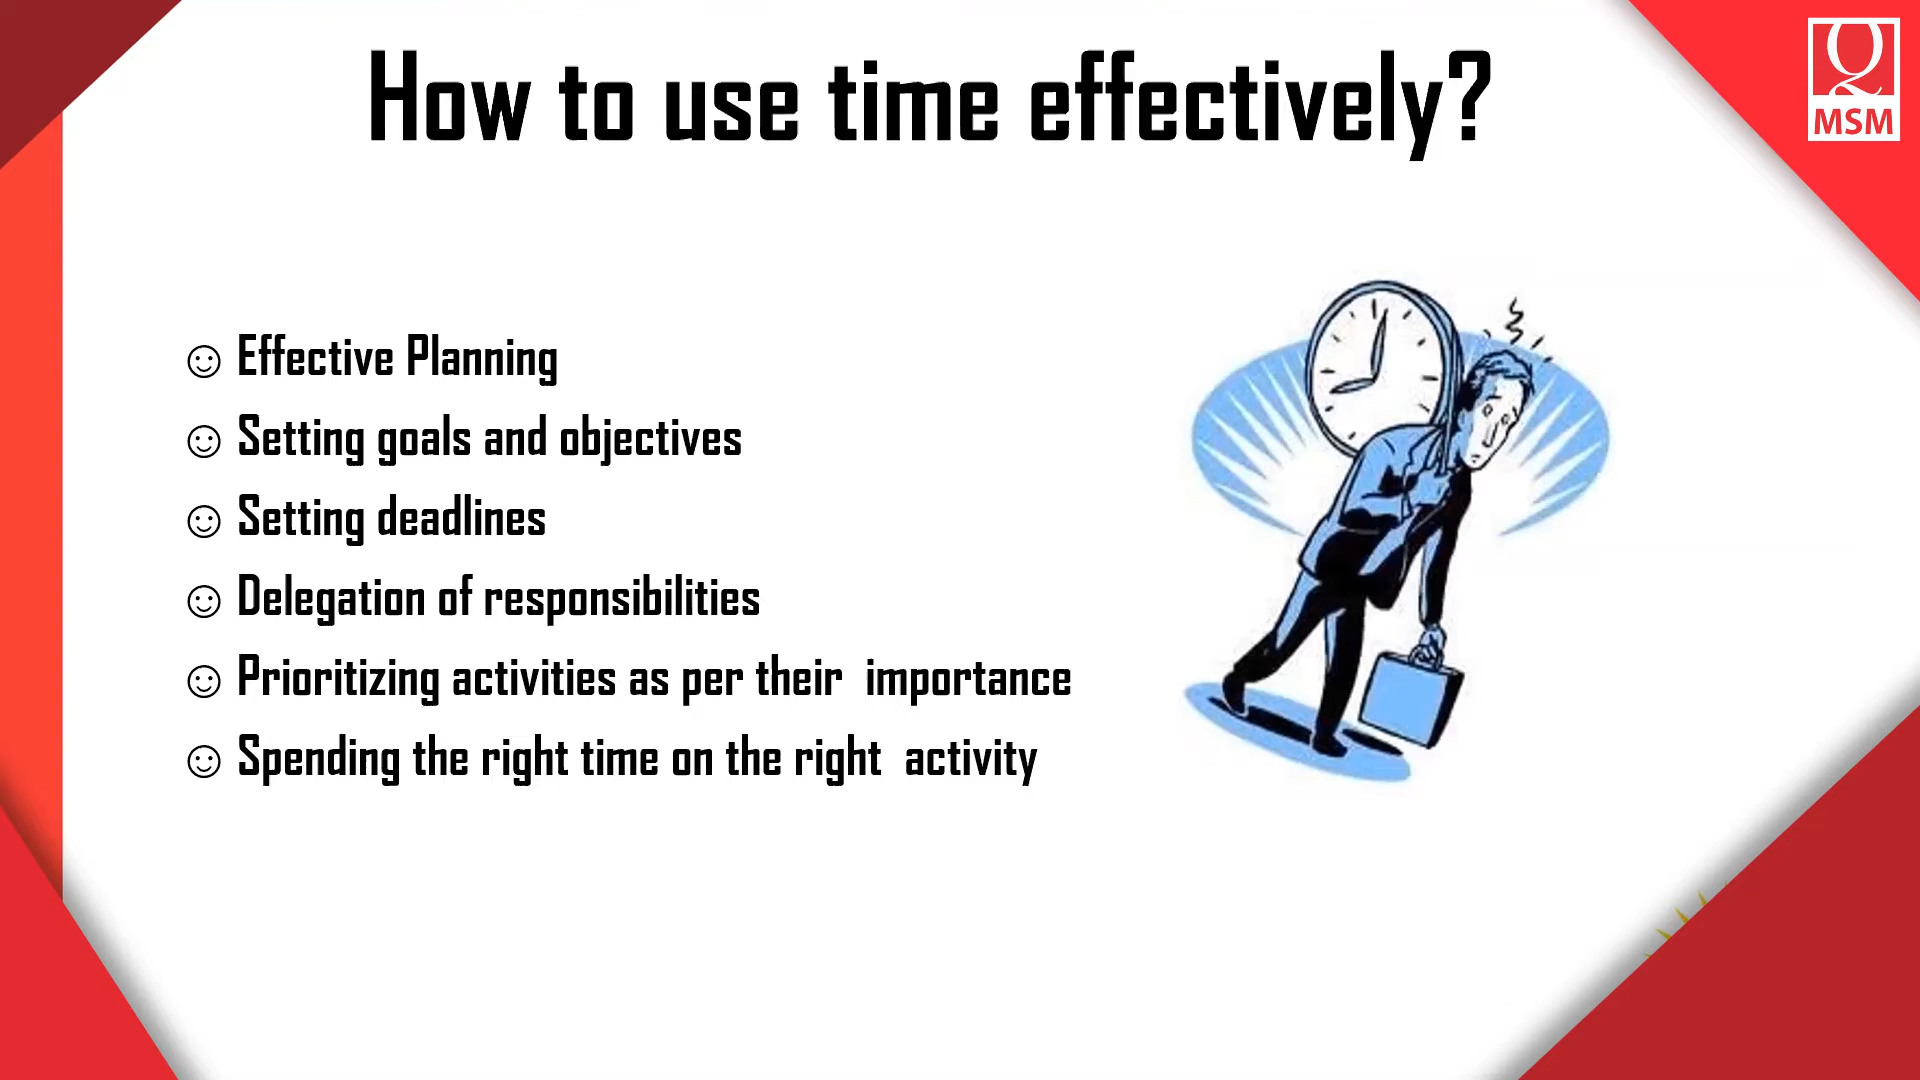 How to use time effectively?
Q
MSM
☺ Effective Planning
☺ Setting goals and objectives
☺ Setting deadlines
☺ Delegation of responsibilities
☺ Prioritizing activities as per their  importance
☺ Spending the right time on the right  activity